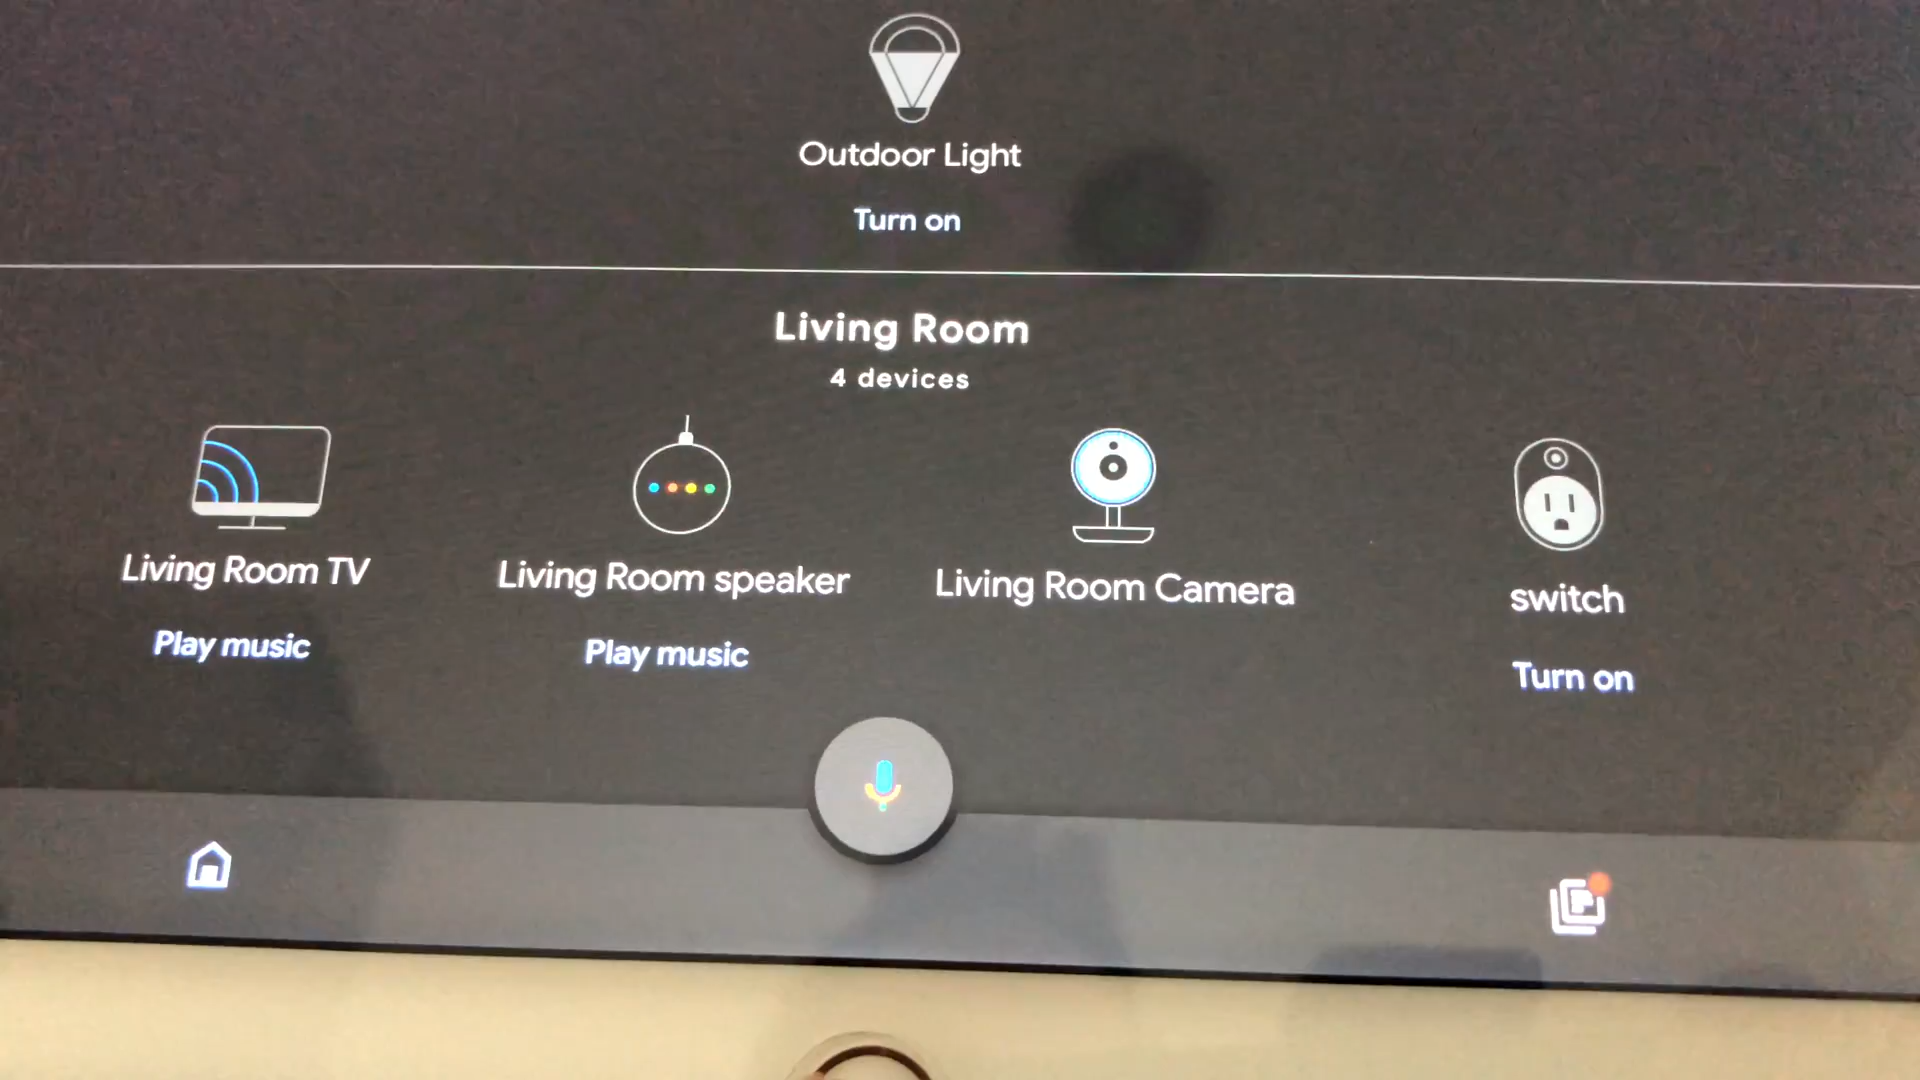 Outdoor Light
Turn on
Living Room
4 devices
Living Room TV
Living Room speaker
Living Room Camera
switch
Play music
Play music
Turn on